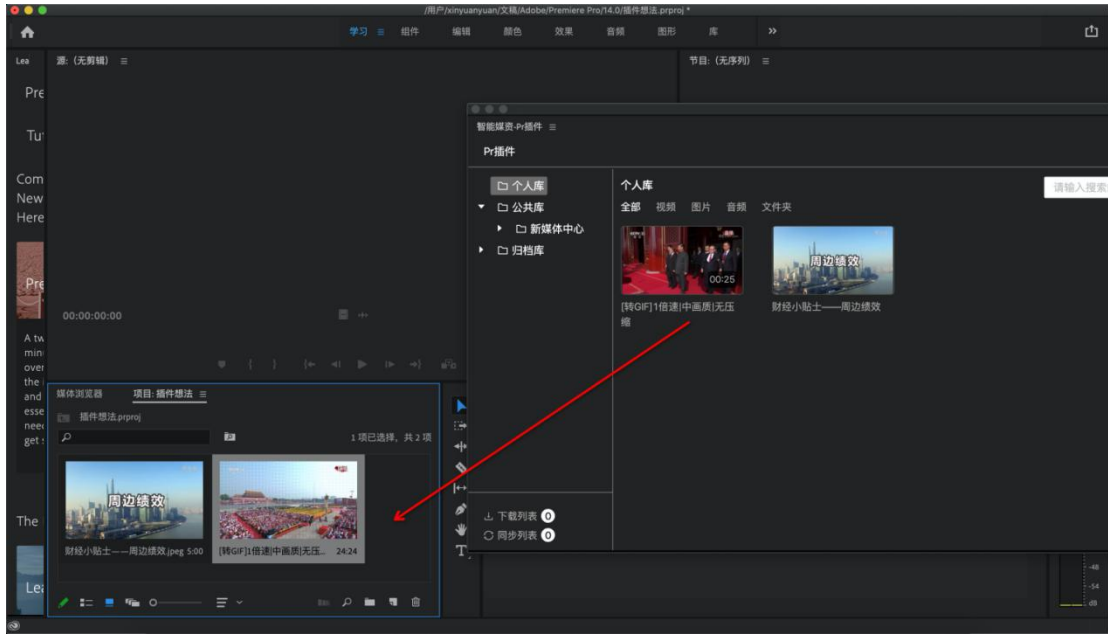 /用户/xinyuanyuan/文稿/Adobe/Premiere Pro/14.0/插件想法.prproj *
学习 组件 编辑 颜色 效果 音频 图形 库
Lea 源: (无剪辑) 节目: (无序列)
Pre
Tu
Com
New
Here
Pre
A tw
min
over
the
and
esse
need
get s
The
Lea
00:00:00:00
智能媒资-Pr插件
Pr插件
个人库
公共库
新媒体中心
归档库
下载列表 0
同步列表 0
个人库
请输入搜索
全部 视频 图片 音频 文件夹
00:25
周边绩效
[转GIF]1倍速|中画质|无压
缩
财经小贴士——周边绩效
媒体浏览器 项目: 插件想法
插件想法.prproj
1 项已选择, 共 2 项
周边绩效
财经小贴士——周边绩效.jpeg 5:00
[转GIF]1倍速|中画质|无压... 24:24
-48
-54
dB